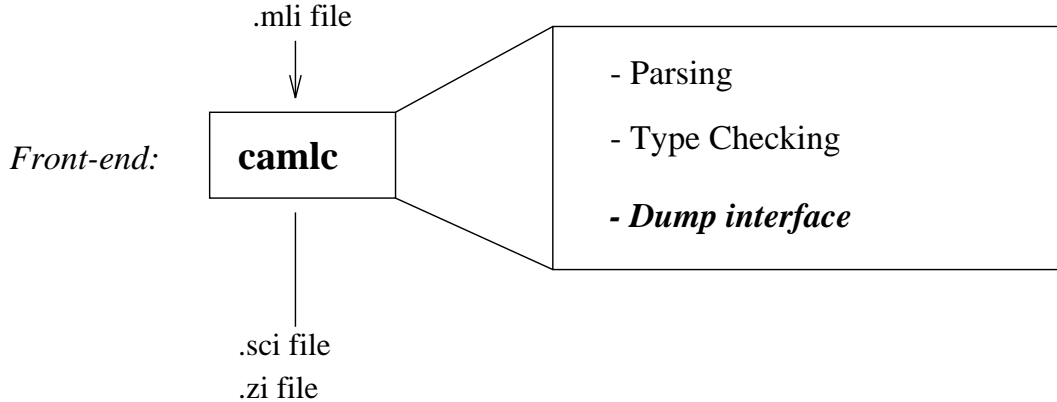 .mli file
- Parsing
- Type Checking
Front-end:
camlc
- Dump interface
.sci file
.zi file